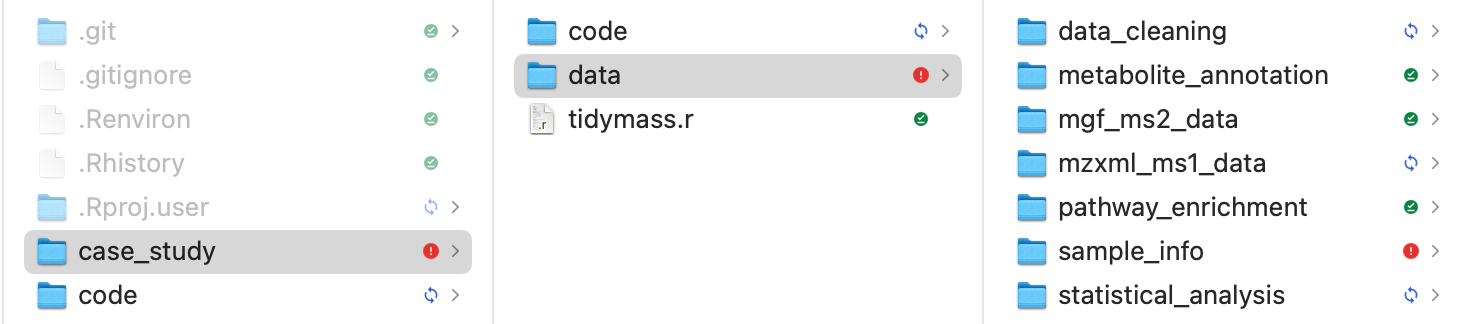 .git
.gitignore
.Renviron
.Rhistory
.Rproj.user
case_study
code
code
data
tidymass.r
data_cleaning
metabolite_annotation
mgf_ms2_data
mzxml_ms1_data
pathway_enrichment
sample_info
statistical_analysis